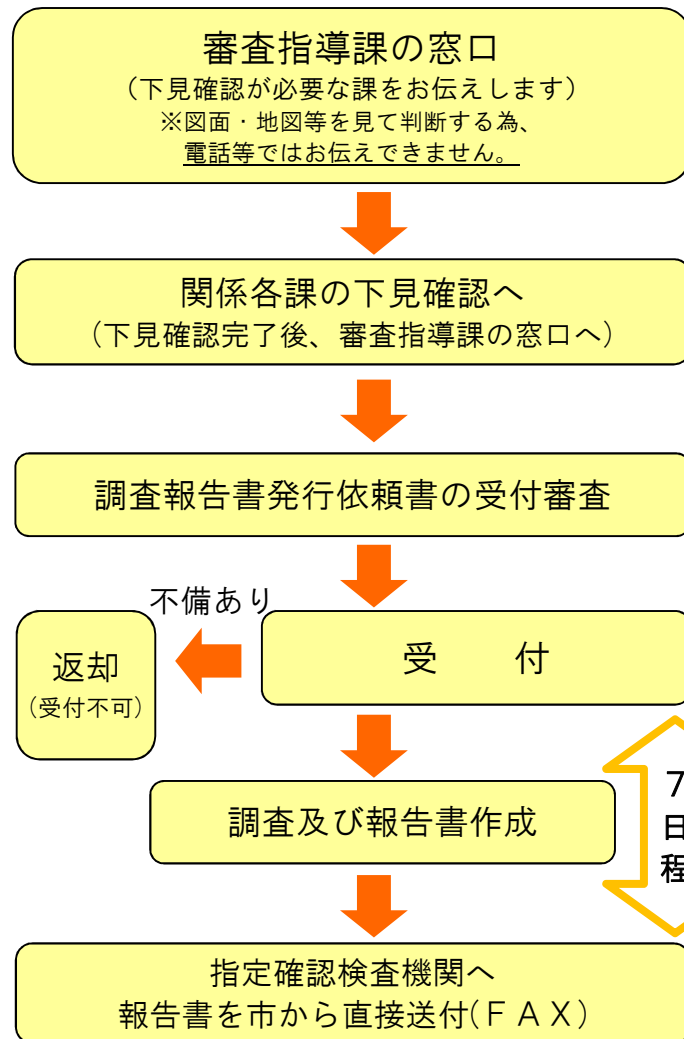 審査指導課の窓口
（下見確認が必要な課をお伝えします）
※図面・地図等を見て判断する為、
電話等ではお伝えできません。
関係各課の下見確認へ
（下見確認完了後、審査指導課の窓口へ）
調査報告書発行依頼書の受付審査
不備あり
返却
（受付不可）
受　　付
調査及び報告書作成
７
日
程
指定確認検査機関へ
報告書を市から直接送付(ＦＡＸ）